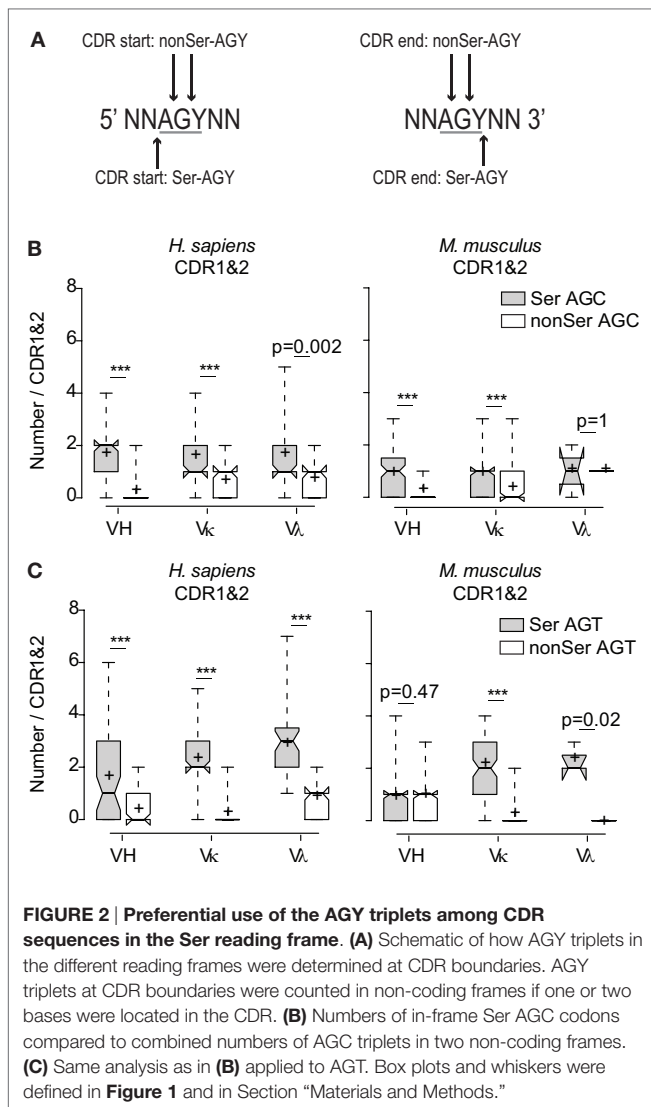 A
CDR start: nonSer-AGY
CDR end: nonSer-AGY
5' NNAGYNN
NNAGYNN 3'
CDR start: Ser-AGY
CDR end: Ser-AGY
B
H. sapiens
CDR1&2
M. musculus
CDR1&2
Number / CDR1&2
8
6
4
2
0
***
***
p=0.002
VH
Vκ
Vλ
Ser AGC
nonSer AGC
***
***
p=1
VH
Vκ
Vλ
C
H. sapiens
CDR1&2
M. musculus
CDR1&2
Number / CDR1&2
8
6
4
2
0
***
***
***
VH
Vκ
Vλ
Ser AGT
nonSer AGT
p=0.47
***
p=0.02
VH
Vκ
Vλ
FIGURE 2 | Preferential use of the AGY triplets among CDR
sequences in the Ser reading frame. (A) Schematic of how AGY triplets in
the different reading frames were determined at CDR boundaries. AGY
triplets at CDR boundaries were counted in non-coding frames if one or two
bases were located in the CDR. (B) Numbers of in-frame Ser AGC codons
compared to combined numbers of AGC triplets in two non-coding frames.
(C) Same analysis as in (B) applied to AGT. Box plots and whiskers were
defined in Figure 1 and in Section “Materials and Methods.”